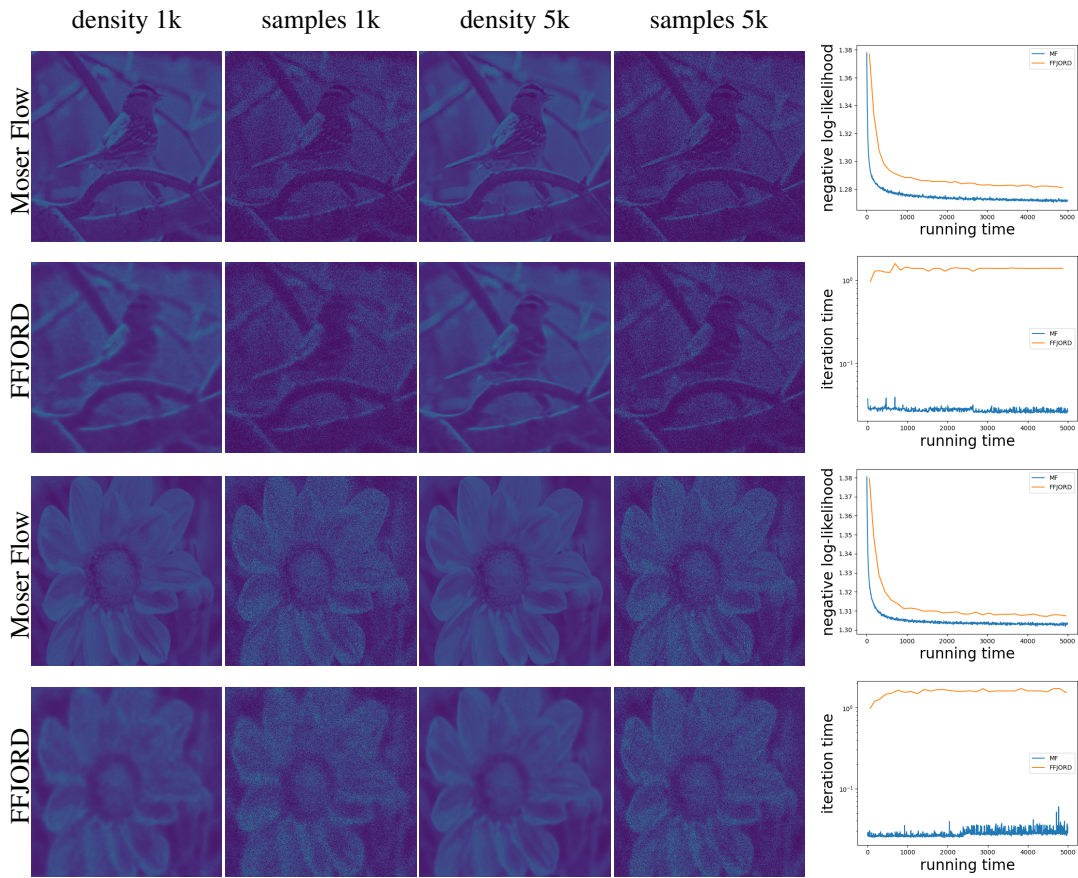 density 1k
samples 1k
density 5k
samples 5k
Moser Flow
negative log-likelihood
1.38
1.36
1.34
1.32
1.30
1.28
MF
FFJORD
0
1000
2000
3000
4000
5000
running time
FFJORD
iteration time
10⁰
10⁻¹
MF
FFJORD
0
1000
2000
3000
4000
5000
running time
Moser Flow
negative log-likelihood
1.38
1.37
1.36
1.35
1.34
1.33
1.32
1.31
1.30
MF
FFJORD
0
1000
2000
3000
4000
5000
running time
FFJORD
iteration time
10⁰
10⁻¹
MF
FFJORD
0
1000
2000
3000
4000
5000
running time